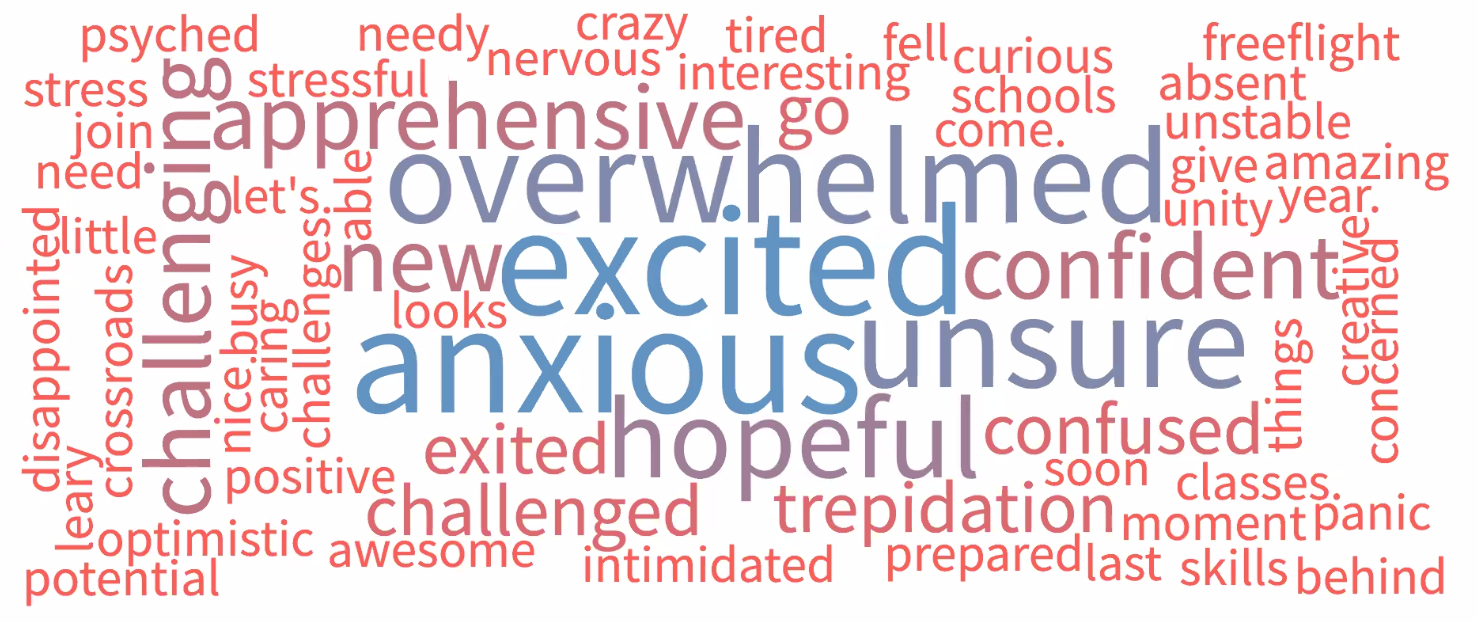 psyched
needy
crazy
tired
fell
curious
freeflight
stress
stressful
nervous
interesting
schools
absent
join
challenging
apprehensive
go
come.
unstable
need
let's
able
overwhelmed
give
amazing
little
unity
year.
disappointed
crossroads
busy
nice.
caring
challenges
new
excited
confident
creative
concerned
looks
anxious
unsure
things
leary
positive
exited
hopeful
confused
soon
classes.
optimistic
challenged
trepidation
moment
panic
potential
awesome
intimidated
prepared
last
skills
behind